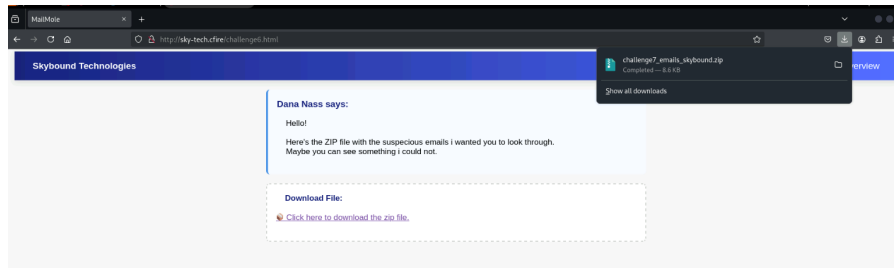 MailMole
http://sky-tech.cfire/challenge6.html
challenge7_emails_skybound.zip
Completed — 8.6 KB
Show all downloads
Skybound Technologies
Dana Nass says:
Hello!
Here's the ZIP file with the suspecious emails i wanted you to look through.
Maybe you can see something i could not.
Download File:
Click here to download the zip file.